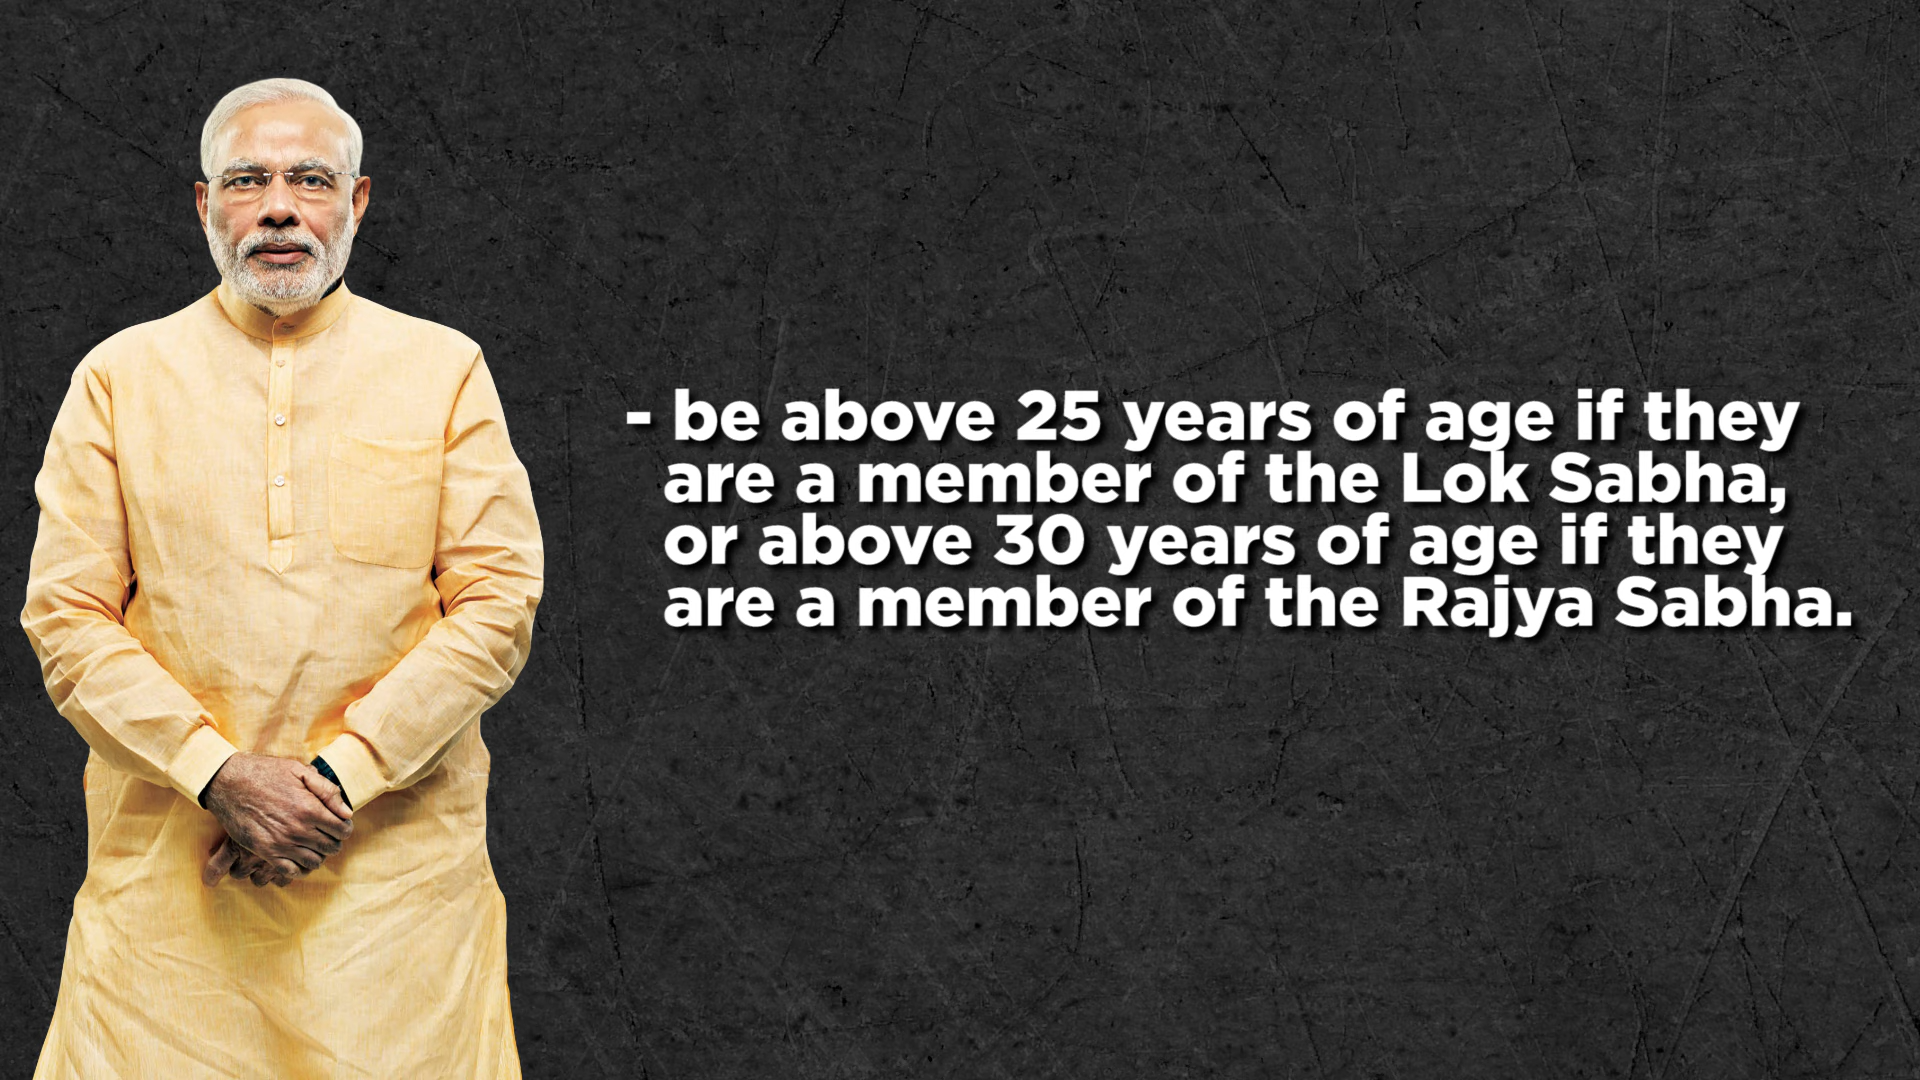 - be above 25 years of age if they
are a member of the Lok Sabha,
or above 30 years of age if they
are a member of the Rajya Sabha.